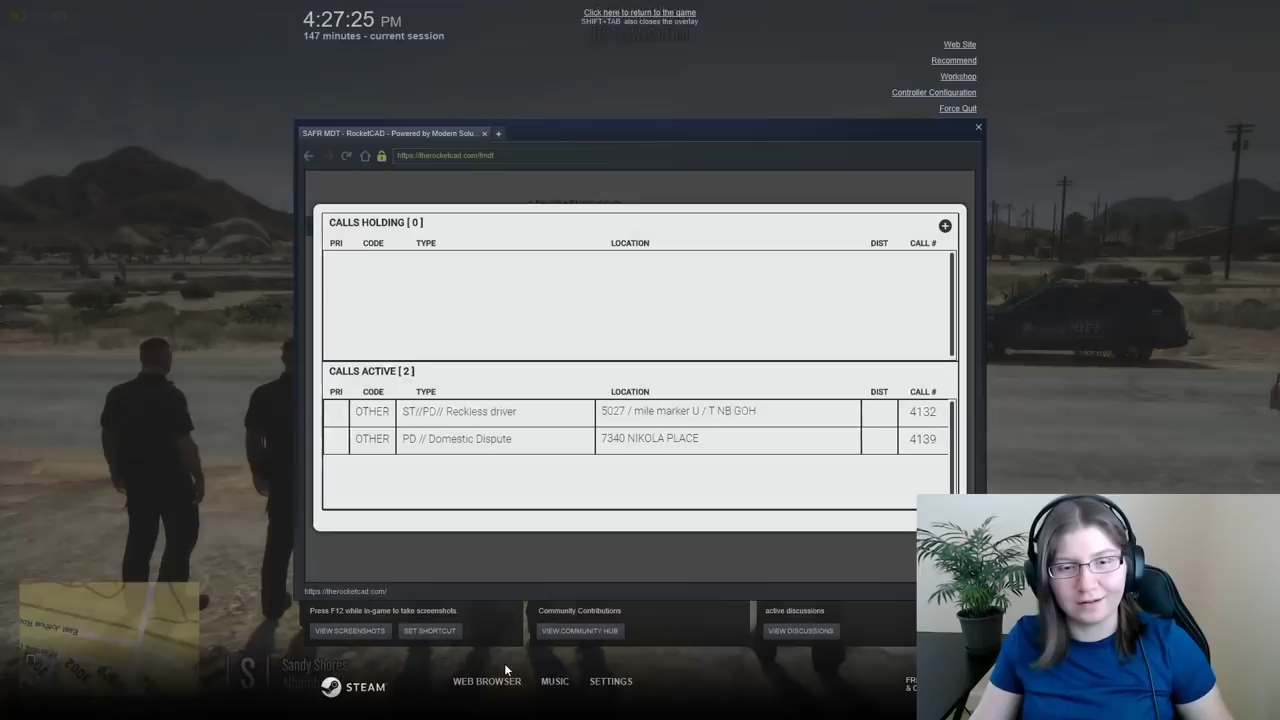 4:27:25 PM
147 minutes - current session
Click here to return to the game
SHIFT+TAB also closes the overlay
Web Site
Recommend
Workshop
Controller Configuration
Force Quit
SAFR MDT - RocketCAD - Powered by Modern Solu...
https://therocketcad.com/fmdt
CALLS HOLDING [ 0 ]
PRI CODE TYPE LOCATION DIST CALL #
CALLS ACTIVE [ 2 ]
PRI CODE TYPE LOCATION DIST CALL #
OTHER ST//PD// Reckless driver 5027 / mile marker U / T NB GOH 4132
OTHER PD // Domestic Dispute 7340 NIKOLA PLACE 4139
https://therocketcad.com/
Press F12 while in-game to take screenshots.
Community Contributions
active discussions
VIEW SCREENSHOTS
SET SHORTCUT
VIEW COMMUNITY HUB
VIEW DISCUSSIONS
S
Sandy Shores
STEAM
WEB BROWSER
MUSIC
SETTINGS